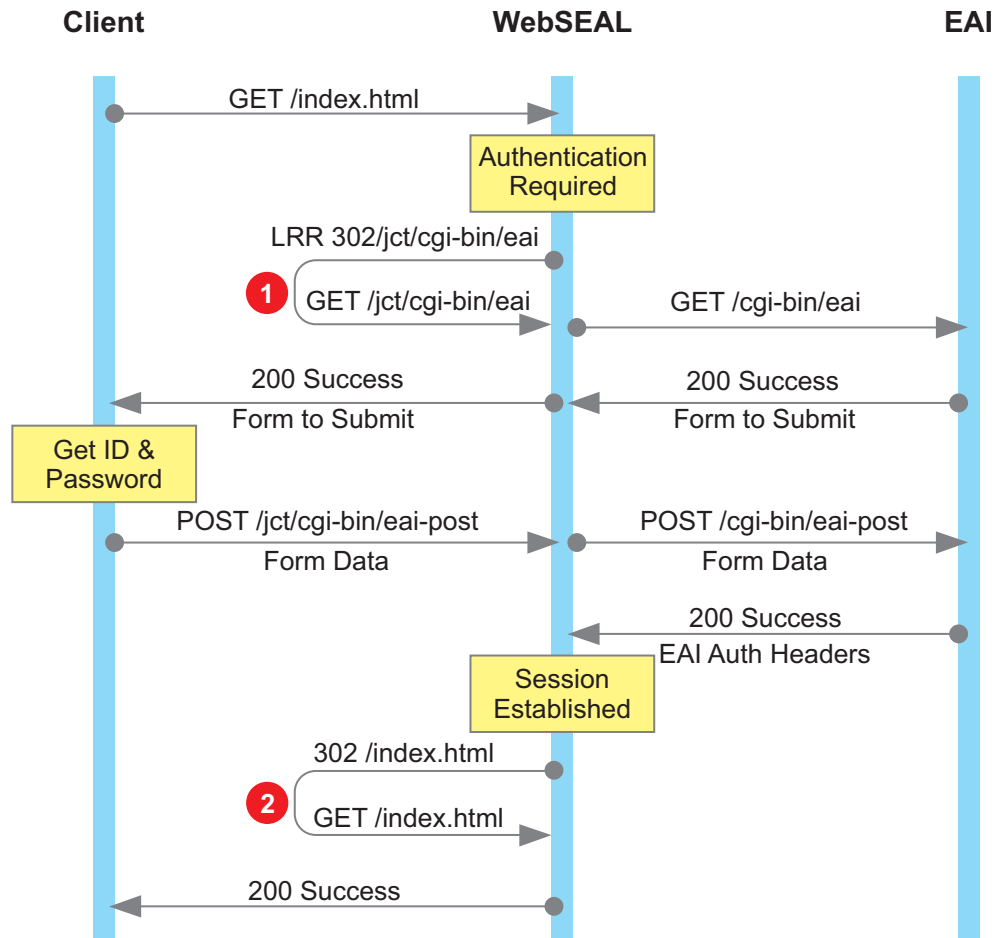 Client
WebSEAL
EAI
GET /index.html
Authentication
Required
LRR 302/jct/cgi-bin/eai
1
GET /jct/cgi-bin/eai
GET /cgi-bin/eai
200 Success
Form to Submit
200 Success
Form to Submit
Get ID &
Password
POST /jct/cgi-bin/eai-post
Form Data
POST /cgi-bin/eai-post
Form Data
200 Success
EAI Auth Headers
Session
Established
302 /index.html
2
GET /index.html
200 Success